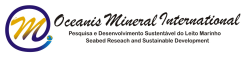 Oceanis Mineral International
Pesquisa e Desenvolvimento Sustentável do Leito Marinho
Seabed Reseach and Sustainable Development